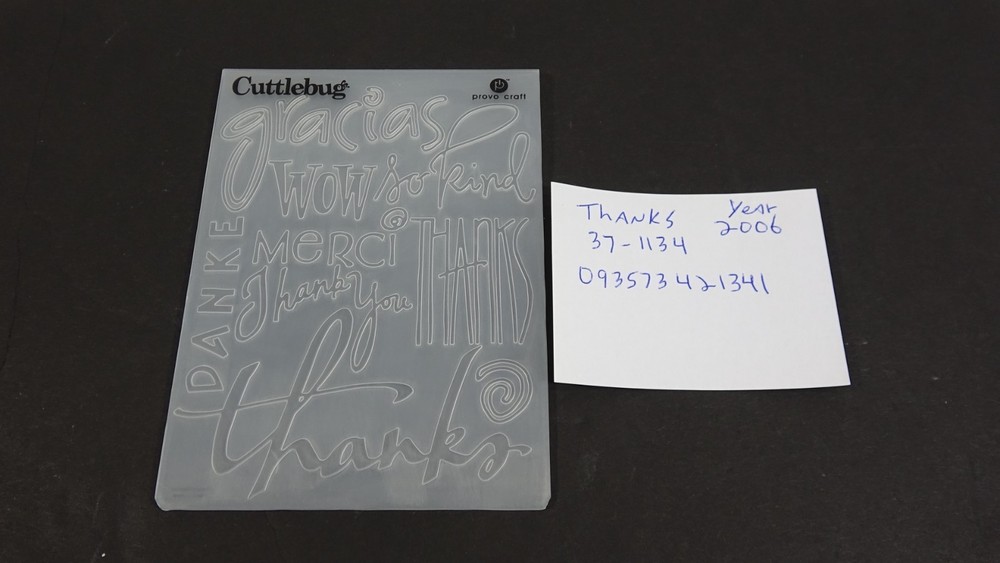 Cuttlebug
provo craft
gracias
WOW so kind
DANKE
MERCi
THANKS
Thank You
thanks
THANKS
Year
2006
37-1134
093573421341